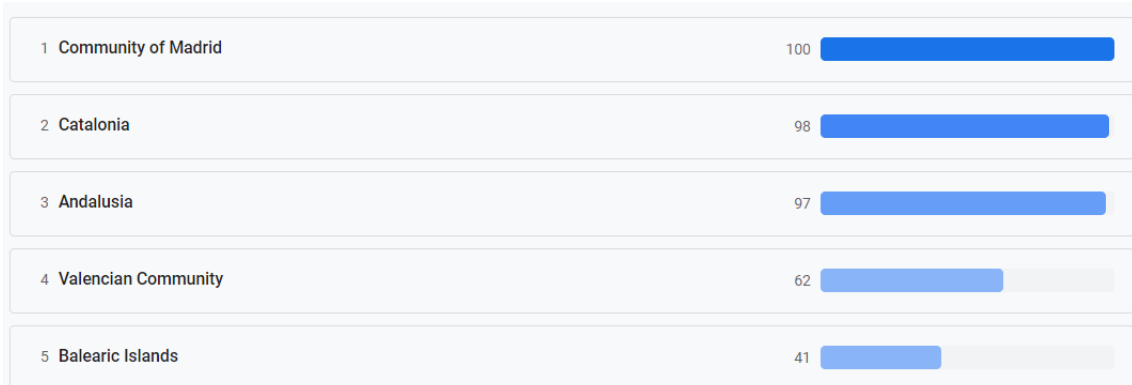 1 Community of Madrid 100
2 Catalonia 98
3 Andalusia 97
4 Valencian Community 62
5 Balearic Islands 41